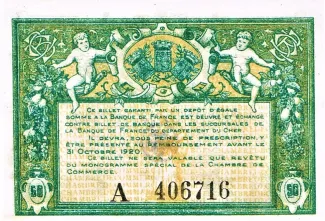 CE BILLET GARANTI PAR UN DÉPÔT D'ÉGALE
SOMME A LA BANQUE DE FRANCE EST DÉLIVRÉ ET ÉCHANGÉ
CONTRE BILLET DE BANQUE DANS LES SUCCURSALES DE
LA BANQUE DE FRANCE DU DÉPARTEMENT DU CHER.
IL DEVRA, SOUS PEINE DE PRESCRIPTION, Y
ÊTRE PRÉSENTÉ AU REMBOURSEMENT AVANT LE
31 OCTOBRE 1920.
CE BILLET NE SERA VALABLE QUE REVÊTU
DU MONOGRAMME SPÉCIAL DE LA CHAMBRE DE
COMMERCE.
50 A 406716 50